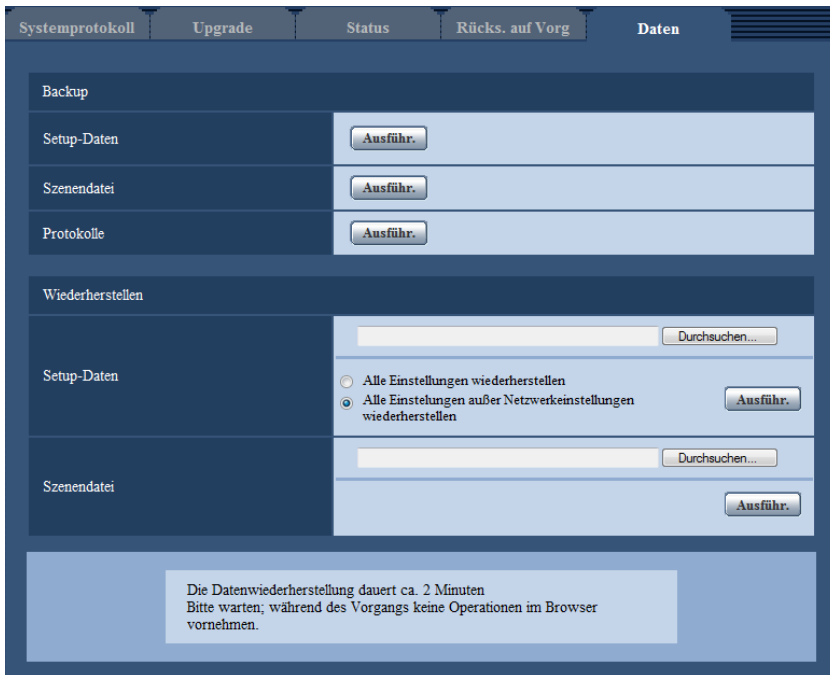 Systemprotokoll Upgrade Status Rücks. auf Vorg Daten
Backup
Setup-Daten Ausführ.
Szenendatei Ausführ.
Protokolle Ausführ.
Wiederherstellen
Durchsuchen...
Setup-Daten
Alle Einstellungen wiederherstellen
Alle Einstelungen außer Netzwerkeinstellungen
wiederherstellen
Ausführ.
Durchsuchen...
Szenendatei
Ausführ.
Die Datenwiederherstellung dauert ca. 2 Minuten
Bitte warten; während des Vorgangs keine Operationen im Browser
vornehmen.